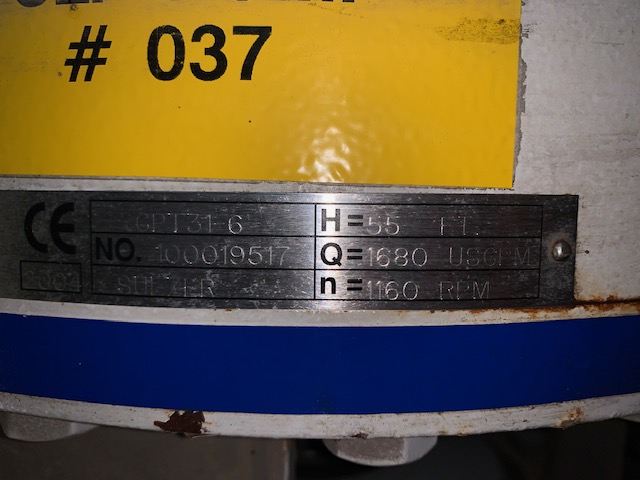 # 037
CE CPT31-6 H=55 FT.
NO. 100019517 Q=1680 USGPM
SULZER n=1160 RPM